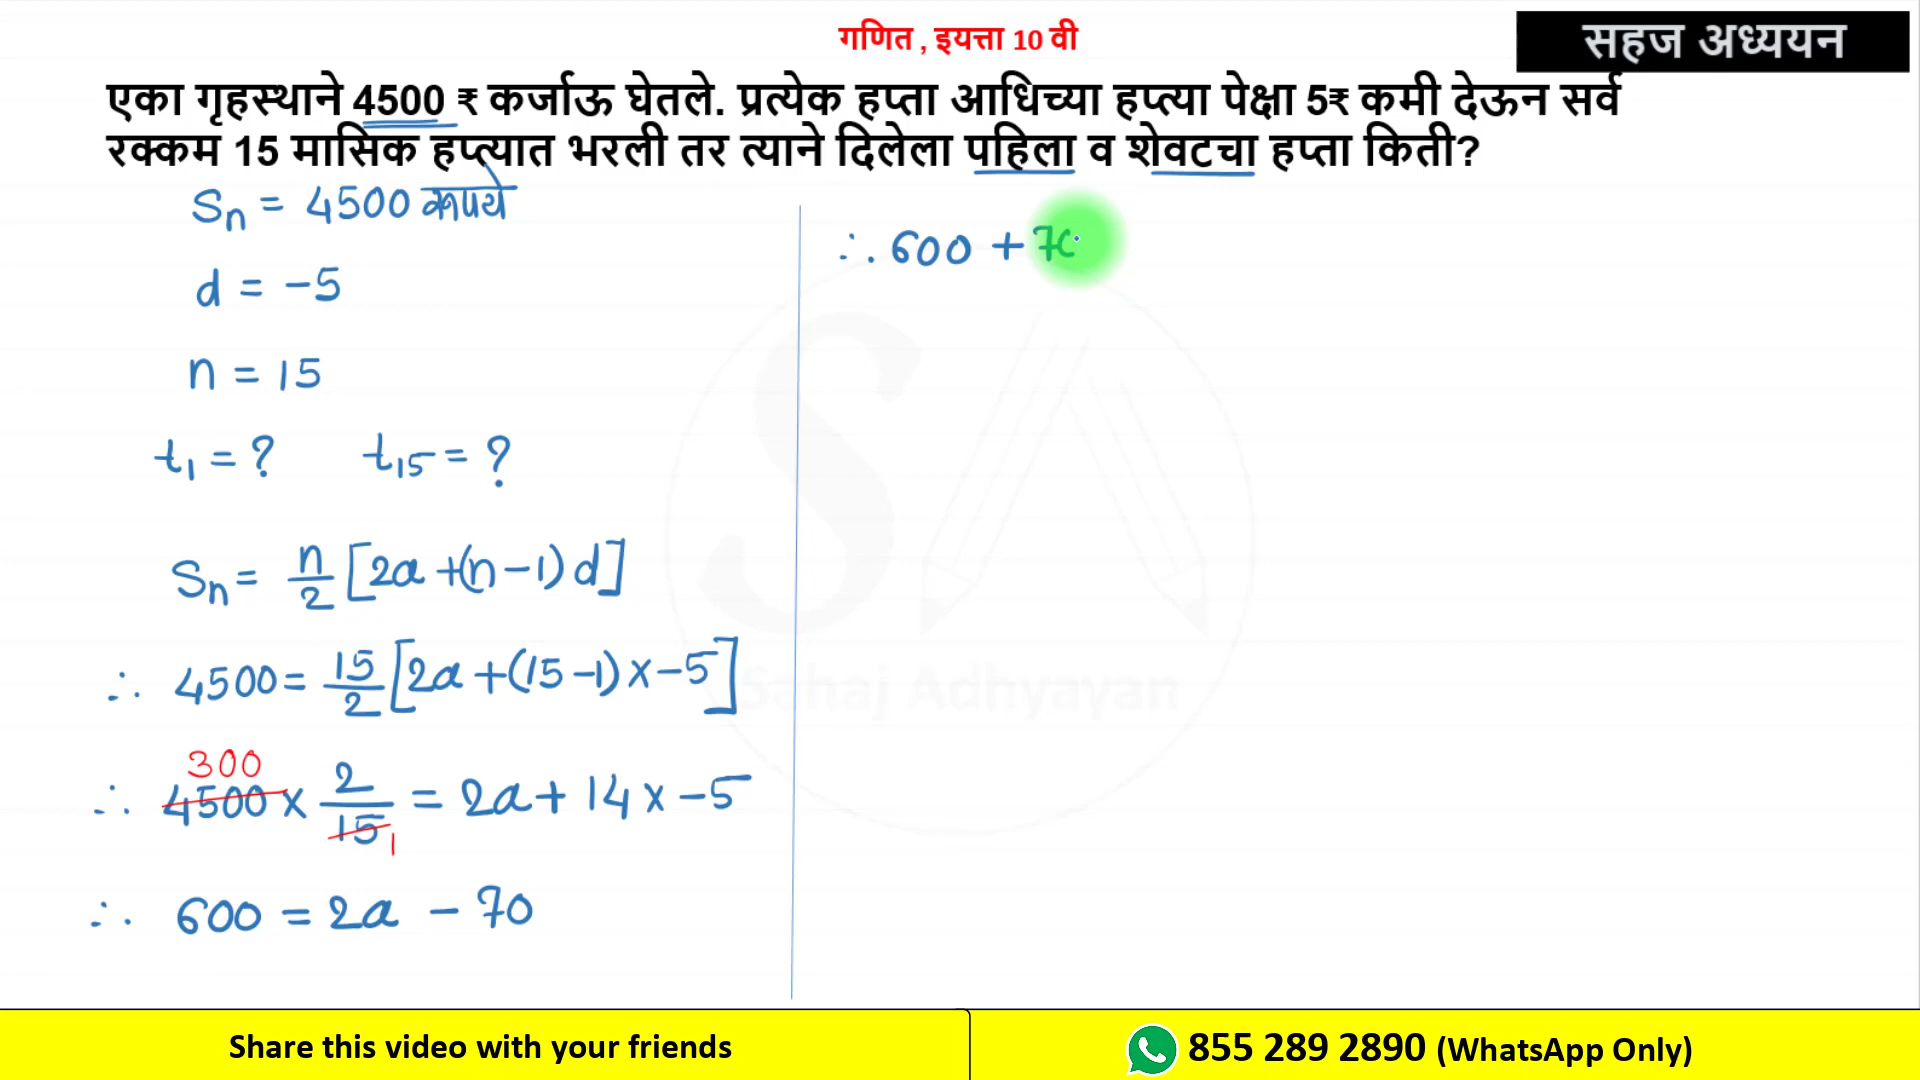 गणित , इयत्ता 10 वी
सहज अध्ययन
एका गृहस्थाने 4500 ₹ कर्जाऊ घेतले. प्रत्येक हप्ता आधिच्या हप्त्या पेक्षा 5₹ कमी देऊन सर्व
रक्कम 15 मासिक हप्त्यात भरली तर त्याने दिलेला पहिला व शेवटचा हप्ता किती?
Sn = 4500 रूपये
d = -5
n = 15
t₁ = ? t₁₅ = ?
Sn = n/2 [2a +(n-1) d]
∴ 4500 = 15/2 [2a +(15-1) x -5]
300
∴ 4500 x 2/15 = 2a + 14 x -5
1
∴ 600 = 2a - 70
∴ 600 + 70
SA
Sahaj Adhyayan
Share this video with your friends
855 289 2890 (WhatsApp Only)